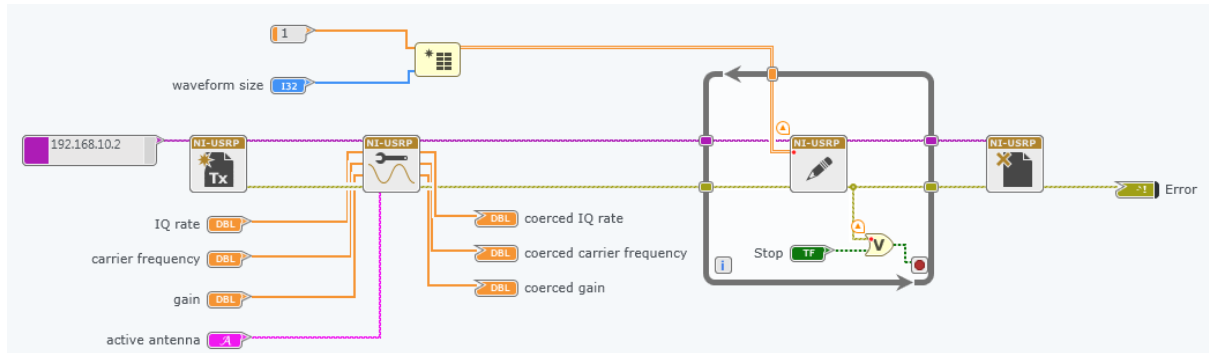 1
waveform size I32
192.168.10.2
NI-USRP
Tx
NI-USRP
NI-USRP
NI-USRP
Error
IQ rate DBL
DBL coerced IQ rate
carrier frequency DBL
DBL coerced carrier frequency
gain DBL
DBL coerced gain
active antenna A
Stop TF
V
i